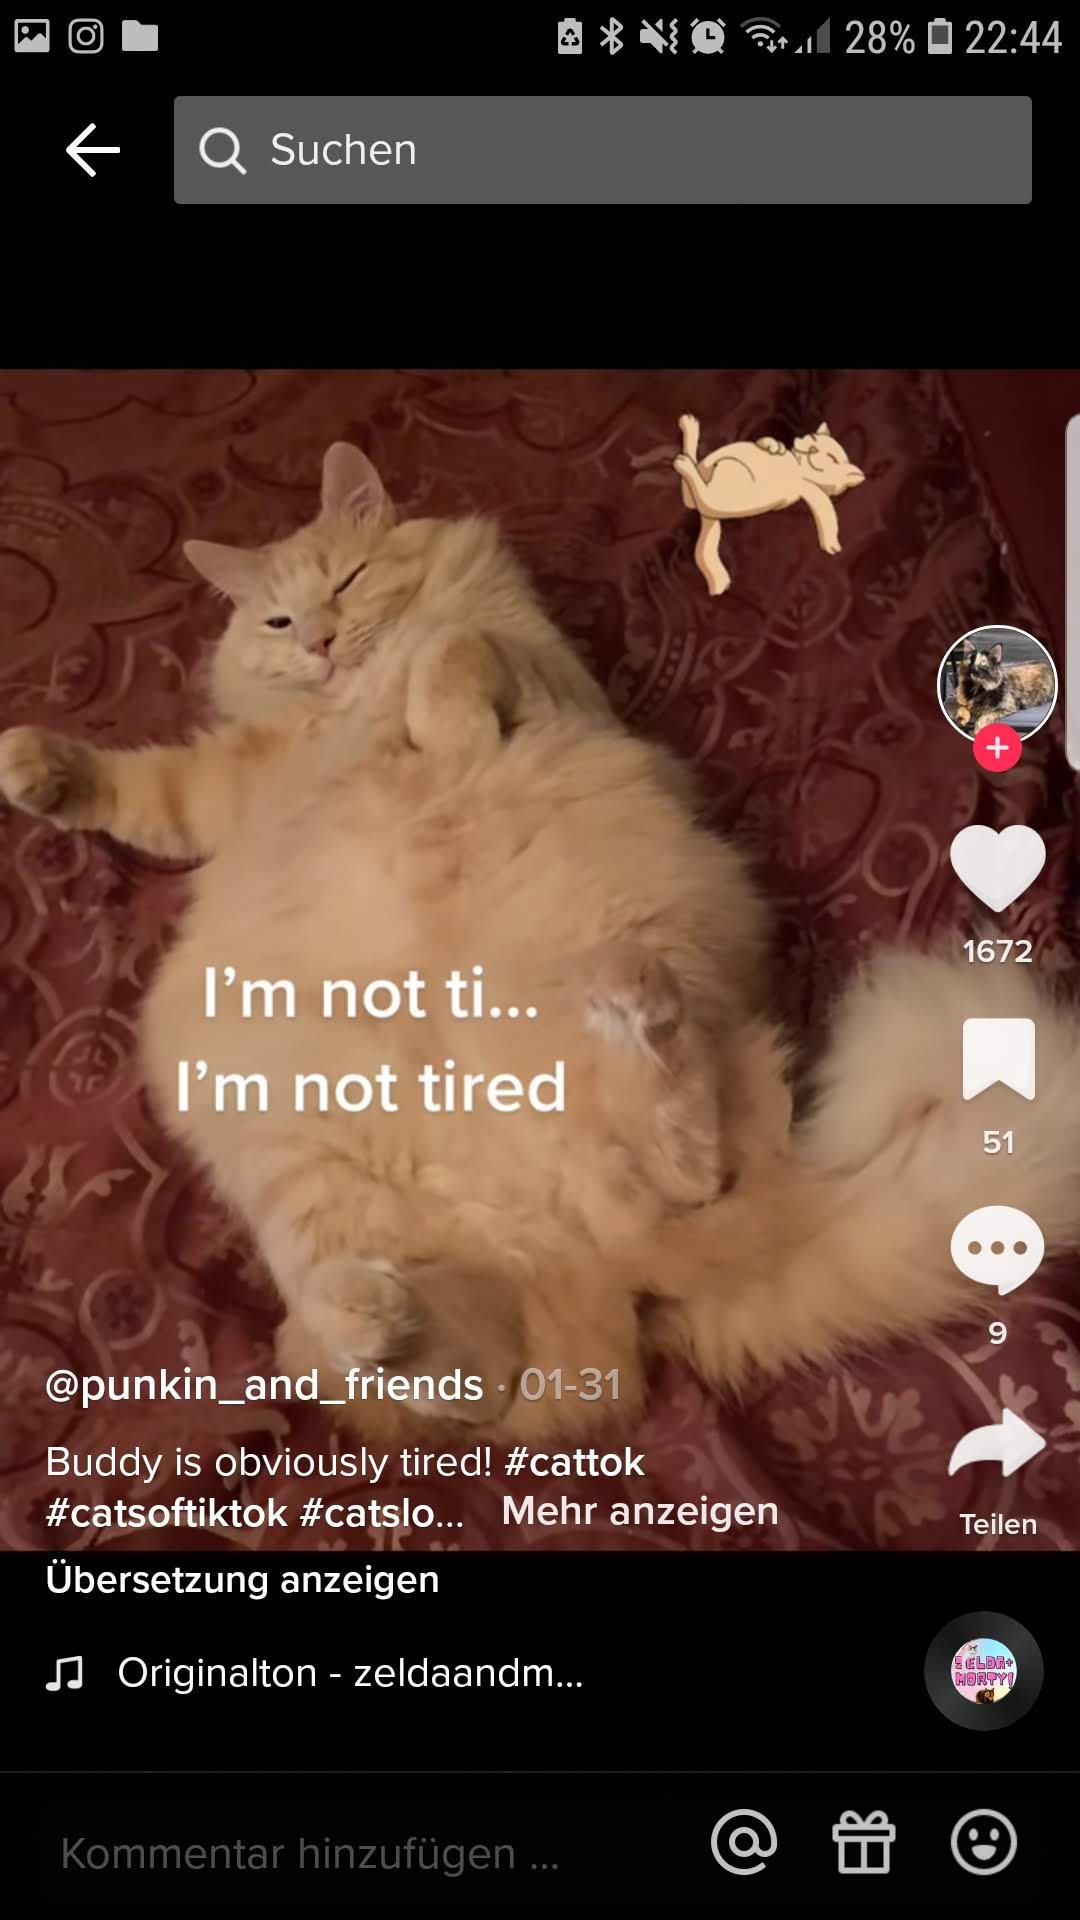 28% 22:44
Suchen
I'm not ti...
I'm not tired
1672
51
9
@punkin_and_friends · 01-31
Buddy is obviously tired! #cattok
#catsoftiktok #catslo... Mehr anzeigen
Teilen
Übersetzung anzeigen
Originalton - zeldaandm...
ZELDA+
MORTY!
Kommentar hinzufügen ...